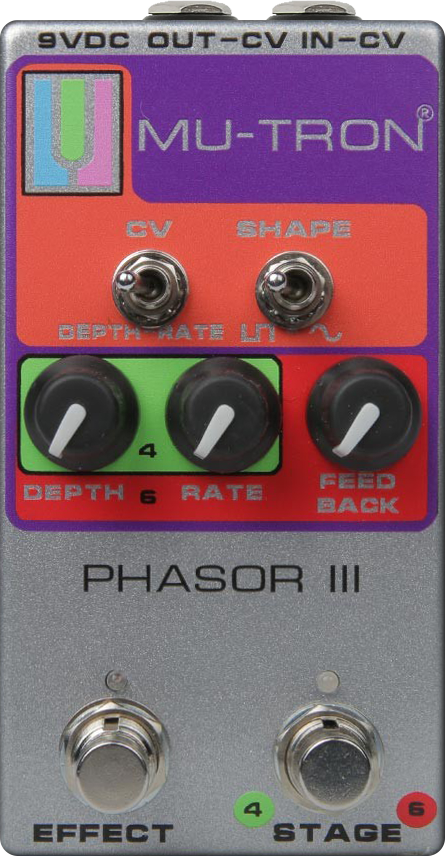 9VDC OUT-CV IN-CV
MU-TRON®
CV SHAPE
DEPTH RATE
4
DEPTH 6 RATE
FEED
BACK
PHASOR III
4 6
EFFECT STAGE